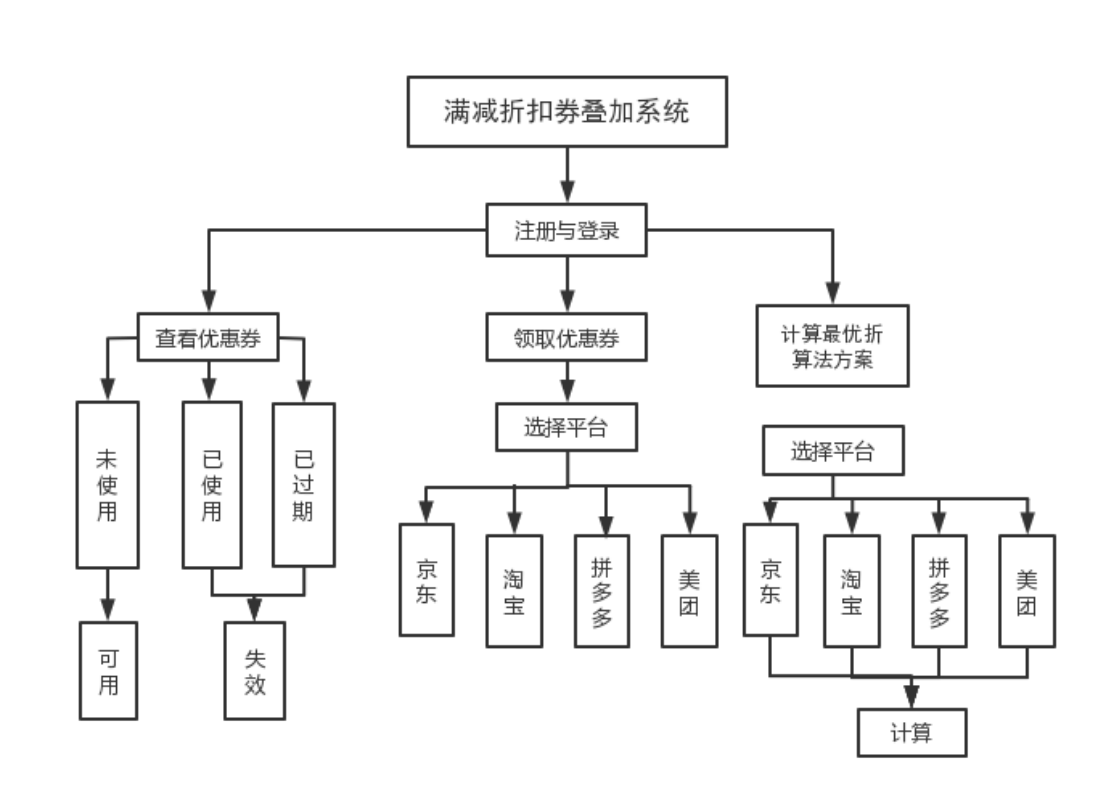 满减折扣券叠加系统
注册与登录
查看优惠券
领取优惠券
计算最优折
算法方案
未使用
已使用
已过期
选择平台
选择平台
京东
淘宝
拼多多
美团
京东
淘宝
拼多多
美团
可用
失效
计算